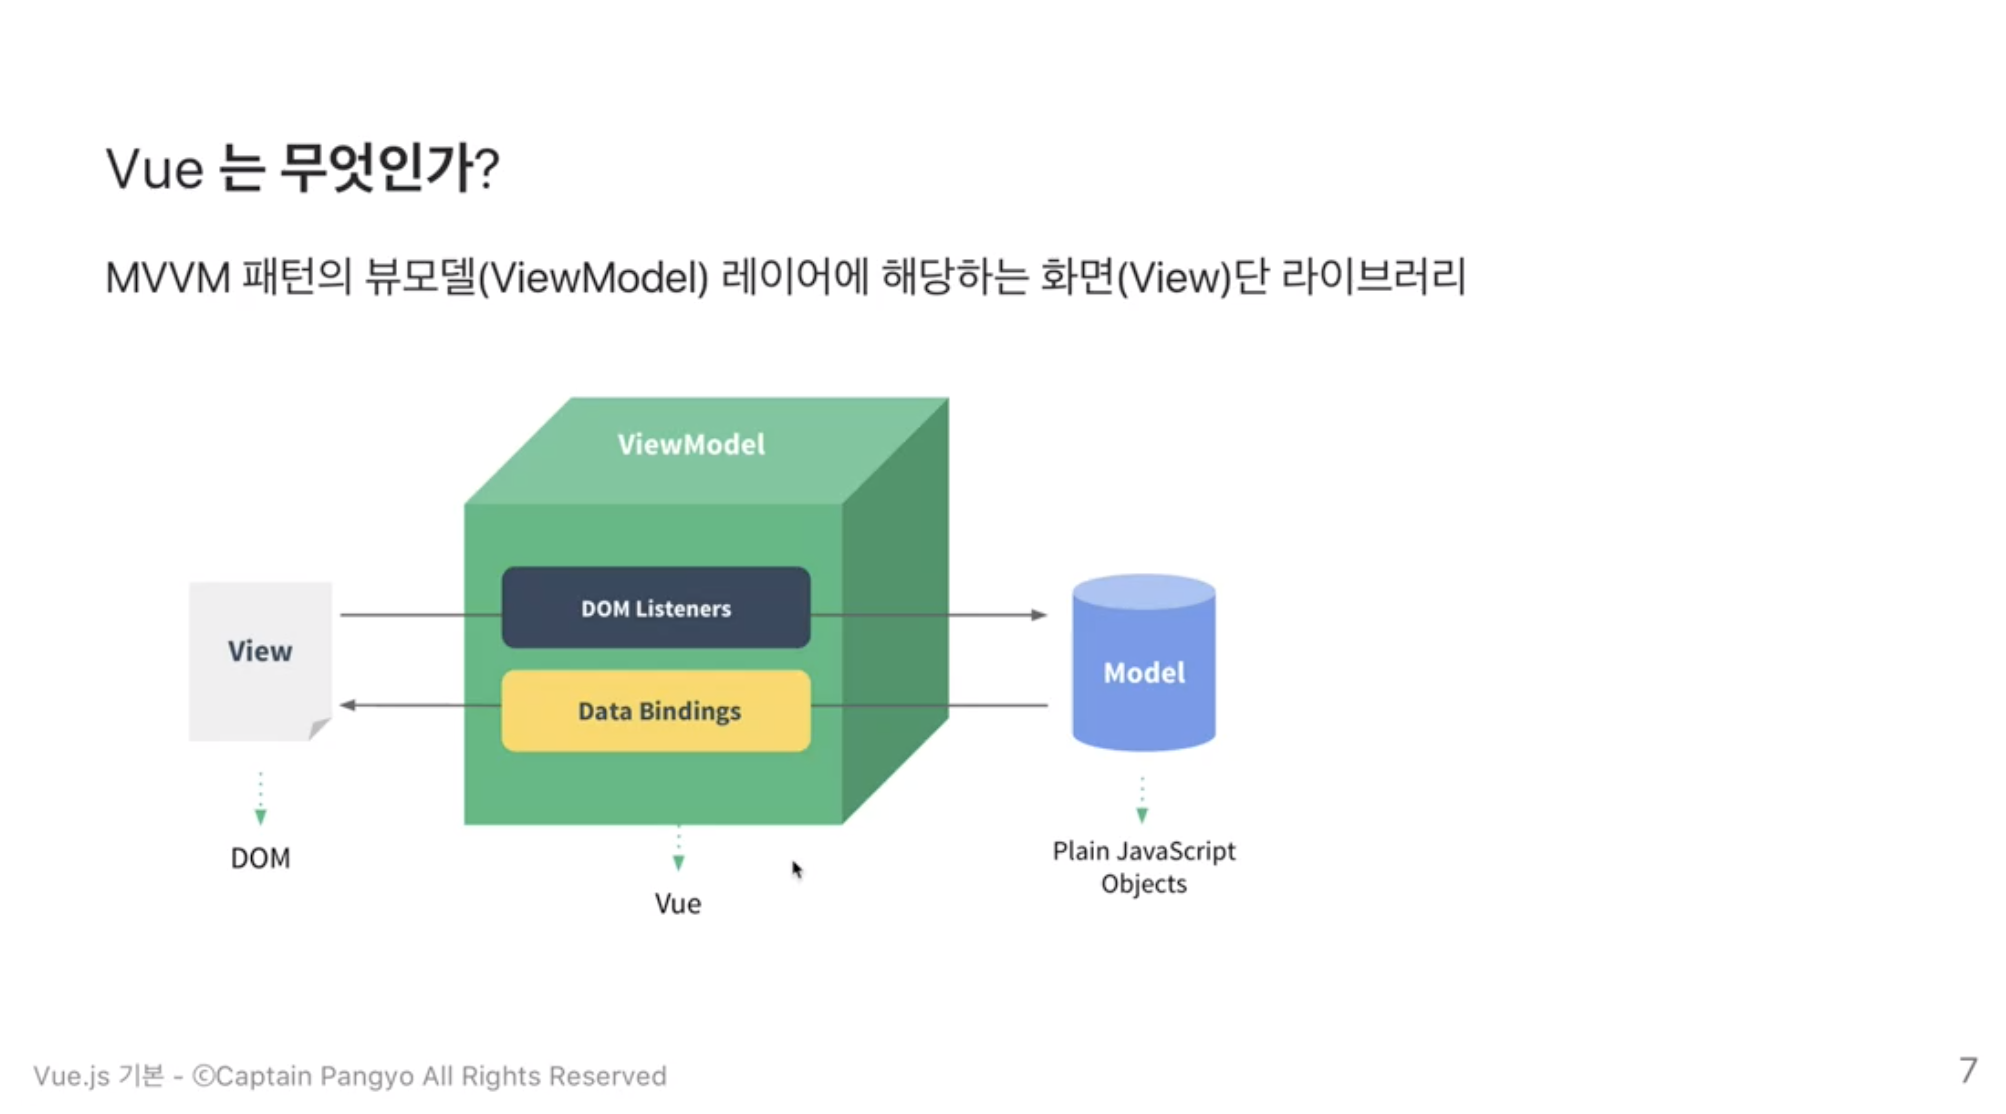 Vue 는 무엇인가?
MVVM 패턴의 뷰모델(ViewModel) 레이어에 해당하는 화면(View)단 라이브러리
ViewModel
DOM Listeners
View
Model
Data Bindings
DOM
Plain JavaScript
Objects
Vue
Vue.js 기본 - ©Captain Pangyo All Rights Reserved
7